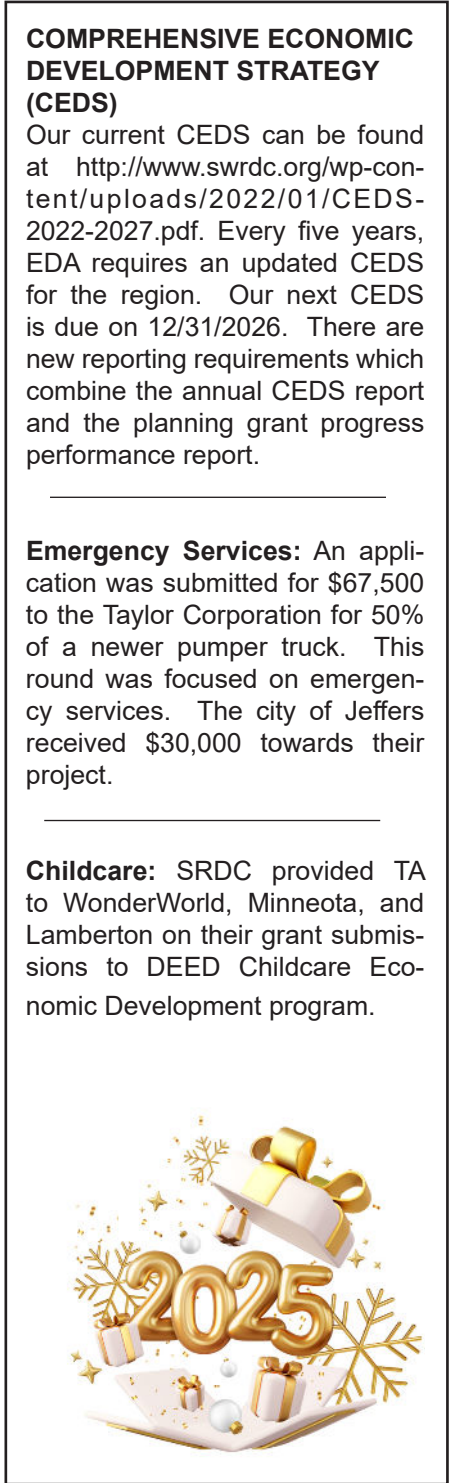 COMPREHENSIVE ECONOMIC
DEVELOPMENT STRATEGY
(CEDS)
Our current CEDS can be found
at http://www.swrdc.org/wp-con-
tent/uploads/2022/01/CEDS-
2022-2027.pdf. Every five years,
EDA requires an updated CEDS
for the region. Our next CEDS
is due on 12/31/2026. There are
new reporting requirements which
combine the annual CEDS report
and the planning grant progress
performance report.
Emergency Services: An appli-
cation was submitted for $67,500
to the Taylor Corporation for 50%
of a newer pumper truck. This
round was focused on emergen-
cy services. The city of Jeffers
received $30,000 towards their
project.
Childcare: SRDC provided TA
to WonderWorld, Minneota, and
Lamberton on their grant submis-
sions to DEED Childcare Eco-
nomic Development program.
2025